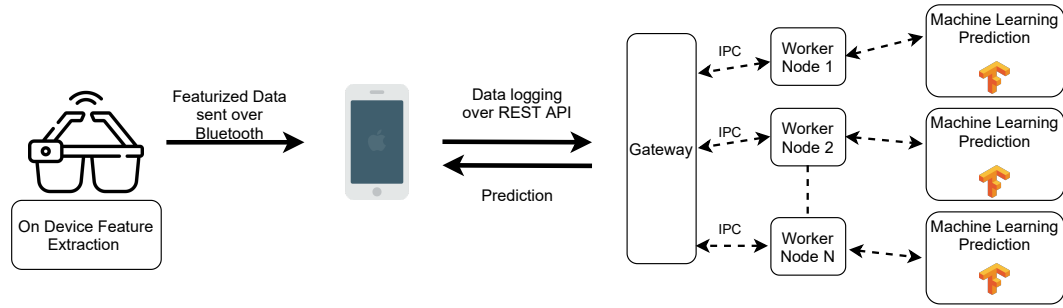 On Device Feature
Extraction
Featurized Data
sent over
Bluetooth
Data logging
over REST API
Prediction
Gateway
IPC
Worker
Node 1
Machine Learning
Prediction
IPC
Worker
Node 2
Machine Learning
Prediction
IPC
Worker
Node N
Machine Learning
Prediction